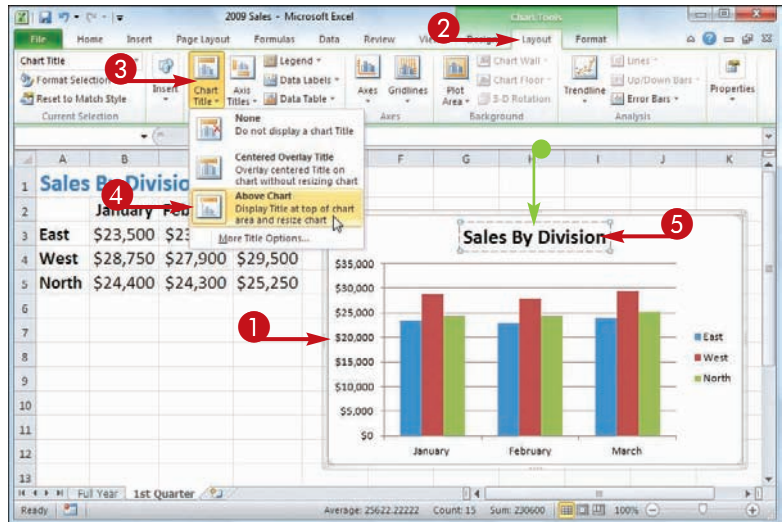 2009 Sales - Microsoft Excel
Chart Tools
File Home Insert Page Layout Formulas Data Review Layout Format
Chart Title
Format Selection
Reset to Match Style
Current Selection
Insert
Chart Title
Axis Titles
Legend
Data Labels
Data Table
Axes Gridlines
Axes
Plot Area
Chart Wall
Chart Floor
3-D Rotation
Background
Trendline
Lines
Up/Down Bars
Error Bars
Analysis
Properties
2
3
None
Do not display a chart Title
Centered Overlay Title
Overlay centered Title on
chart without resizing chart
Above Chart
Display Title at top of chart
area and resize chart
More Title Options...
4
A B F G H I J K
1 Sales By
2 January
3 East $23,500
4 West $28,750 $27,900 $29,500
5 North $24,400 $24,300 $25,250
6
7
8
9
10
11
12
13
Sales By Division
5
1
$35,000
$30,000
$25,000
$20,000
$15,000
$10,000
$5,000
$0
January February March
East
West
North
Full Year 1st Quarter
Ready Average: 25622.22222 Count: 15 Sum: 230600 100%